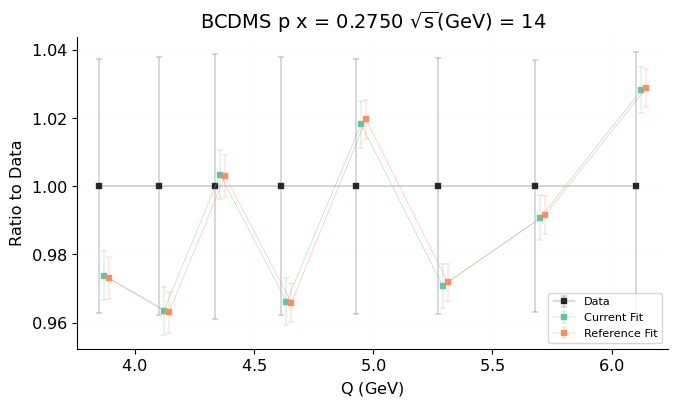 BCDMS p x = 0.2750 √s(GeV) = 14
Ratio to Data
1.04
1.02
1.00
0.98
0.96
4.0
4.5
5.0
5.5
6.0
Q (GeV)
Data
Current Fit
Reference Fit